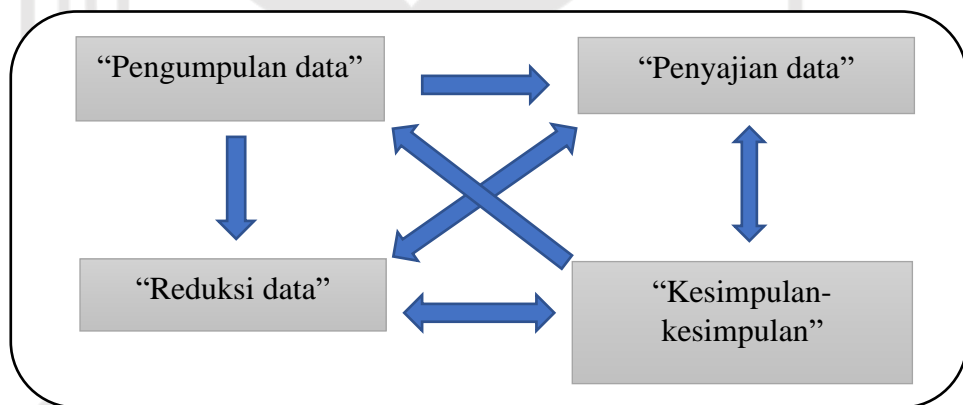 “Pengumpulan data”
“Penyajian data”
“Reduksi data”
“Kesimpulan-
kesimpulan”